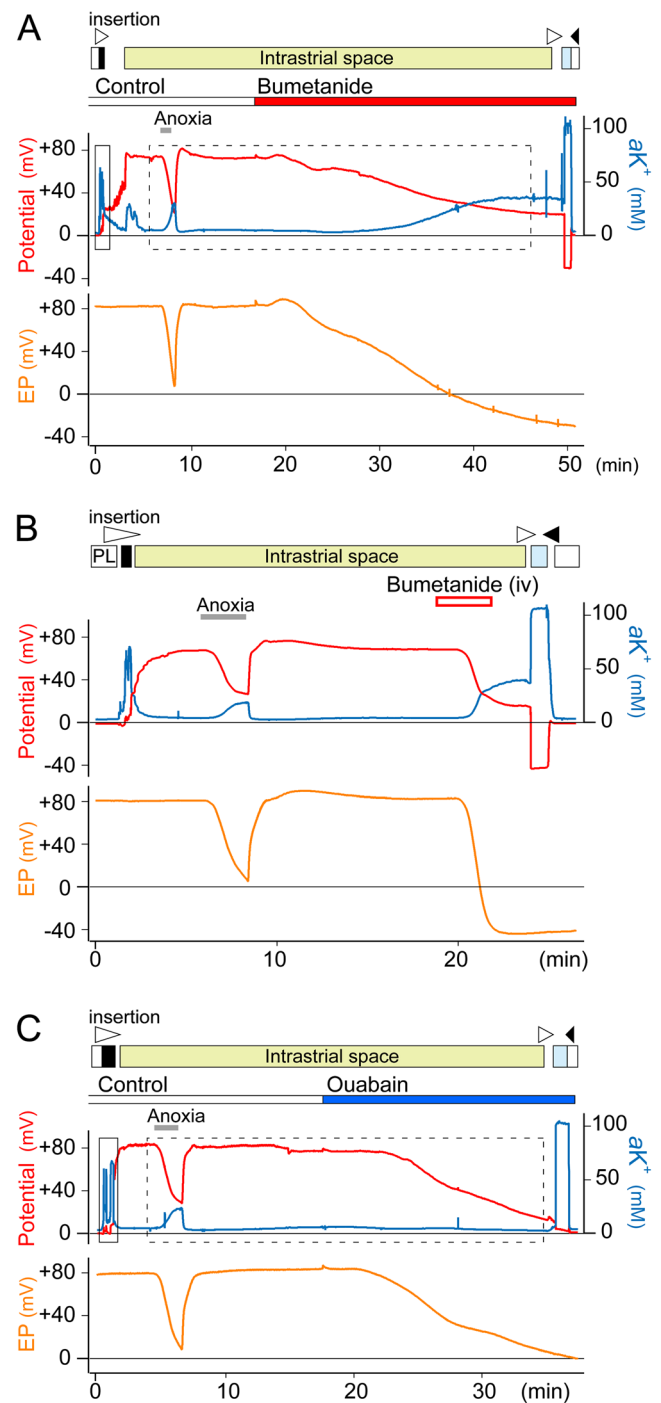 A
insertion
Intrastrial space
Control
Bumetanide
Anoxia
+80
+40
0
-40
Potential (mV)
100
50
0
aK+ (mM)
+80
+40
0
-40
EP (mV)
0
10
20
30
40
50
(min)
B
insertion
PL
Intrastrial space
Bumetanide (iv)
Anoxia
+80
+40
0
-40
Potential (mV)
100
50
0
aK+ (mM)
+80
+40
0
-40
EP (mV)
0
10
20
(min)
C
insertion
Intrastrial space
Control
Ouabain
Anoxia
+80
+40
0
Potential (mV)
100
50
0
aK+ (mM)
+80
+40
0
EP (mV)
0
10
20
30
(min)